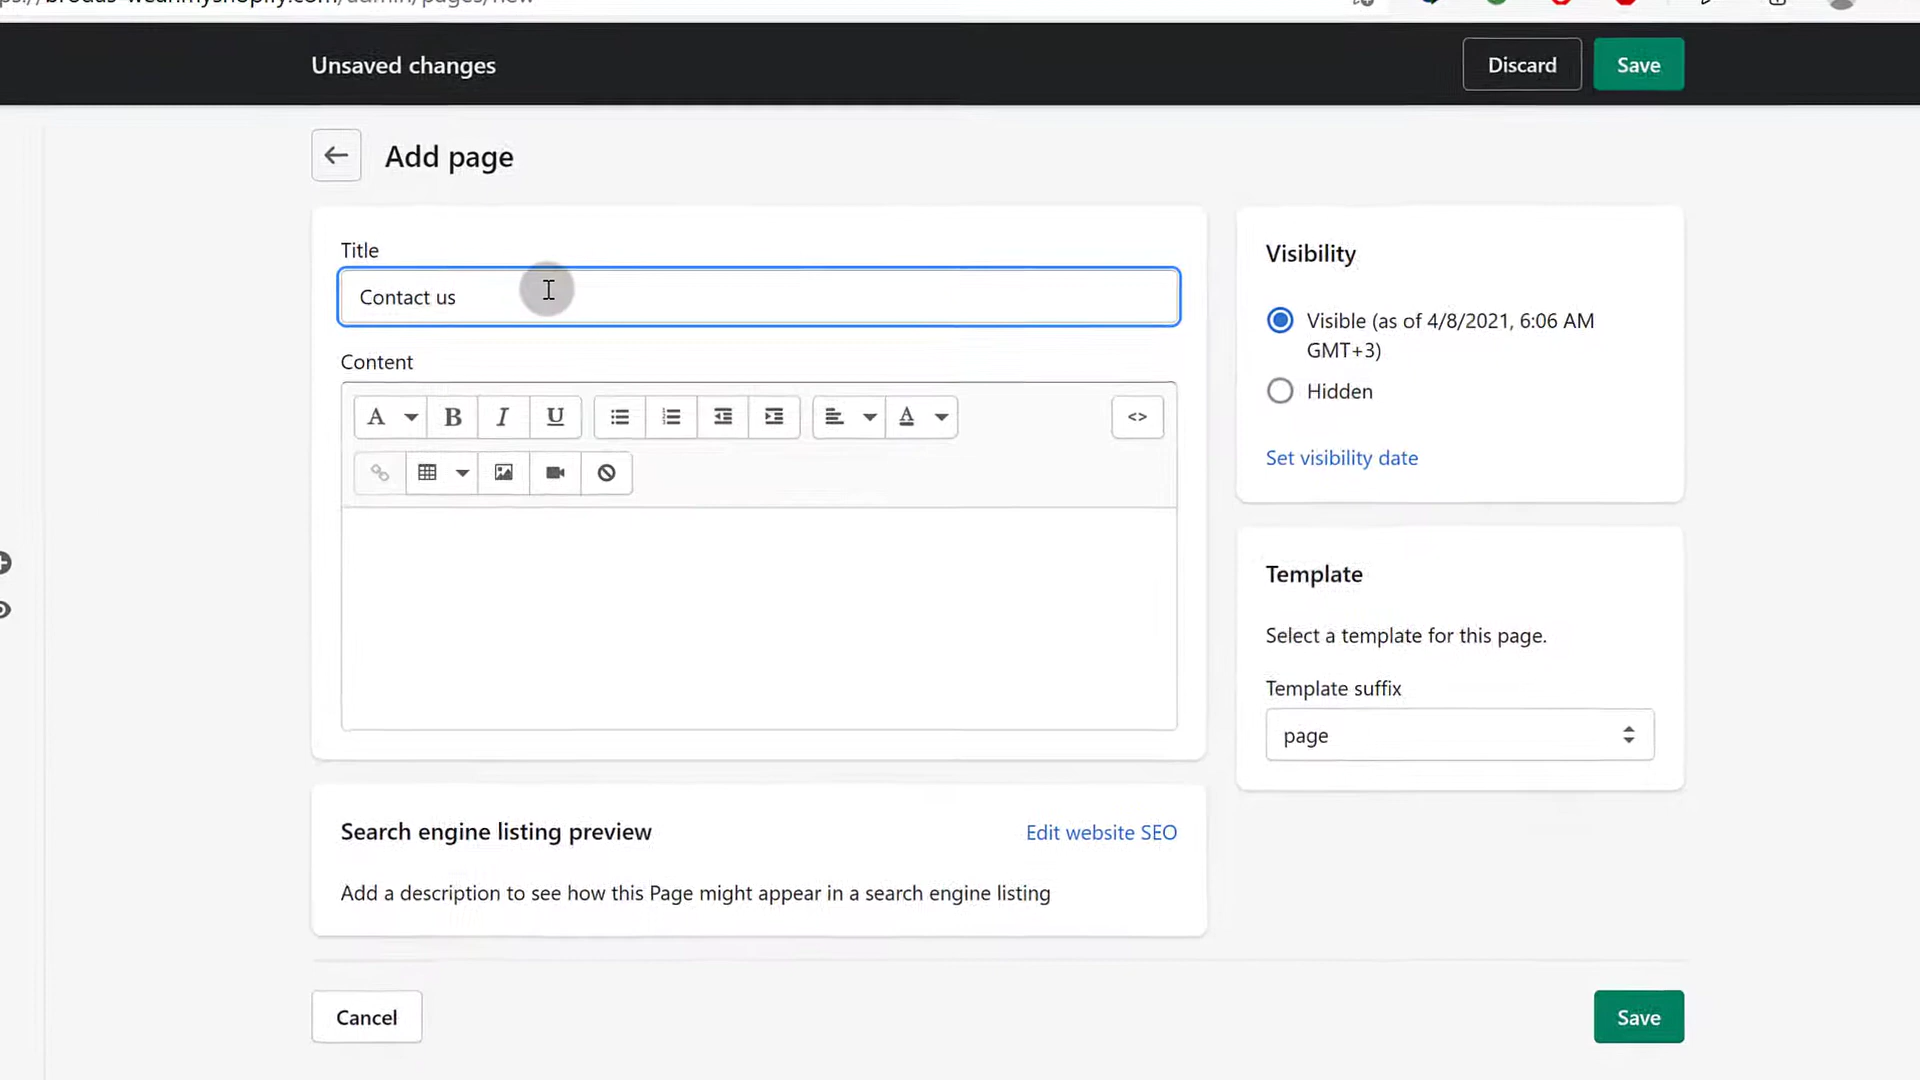 Unsaved changes
Discard
Save
Add page
Title
Contact us
Content
A
B
I
U
A
<>
Search engine listing preview
Edit website SEO
Add a description to see how this Page might appear in a search engine listing
Visibility
Visible (as of 4/8/2021, 6:06 AM
GMT+3)
Hidden
Set visibility date
Template
Select a template for this page.
Template suffix
page
Cancel
Save